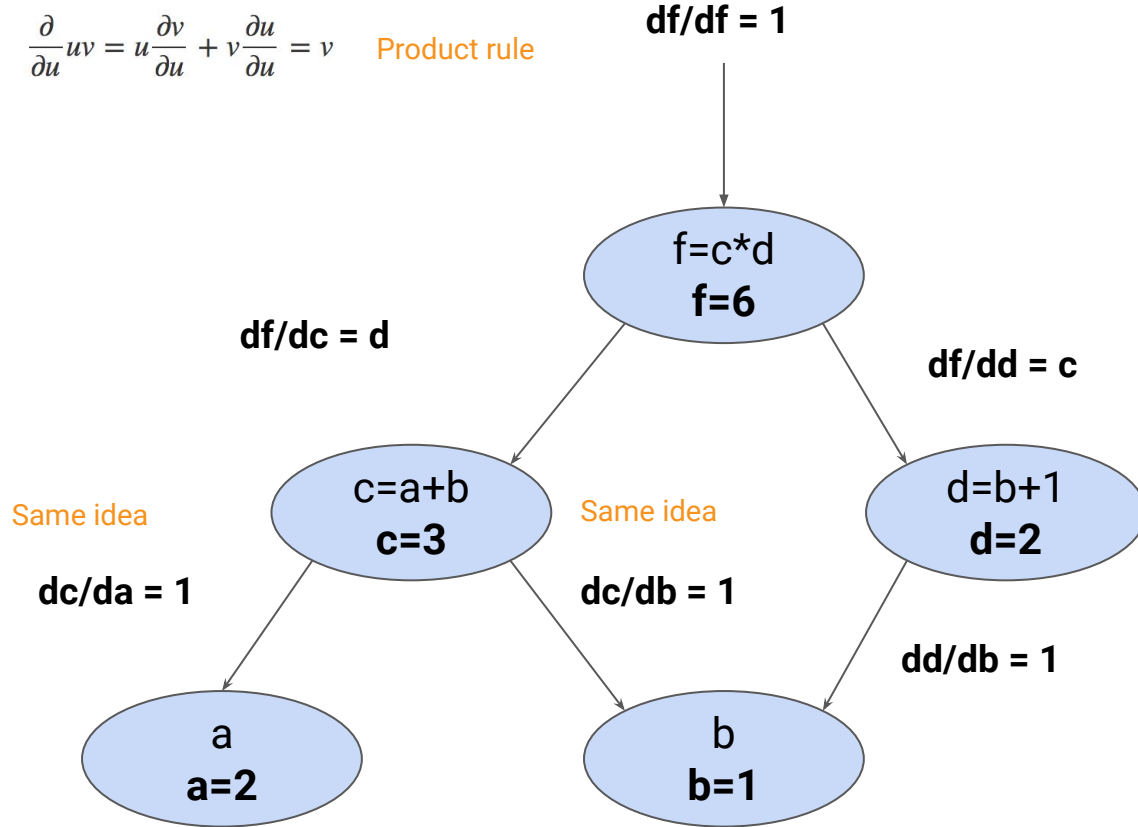 df/df = 1
∂/∂u uv = u ∂v/∂u + v ∂u/∂u = v
Product rule
f=c*d
f=6
df/dc = d
df/dd = c
c=a+b
c=3
d=b+1
d=2
Same idea
Same idea
dc/da = 1
dc/db = 1
dd/db = 1
a
a=2
b
b=1